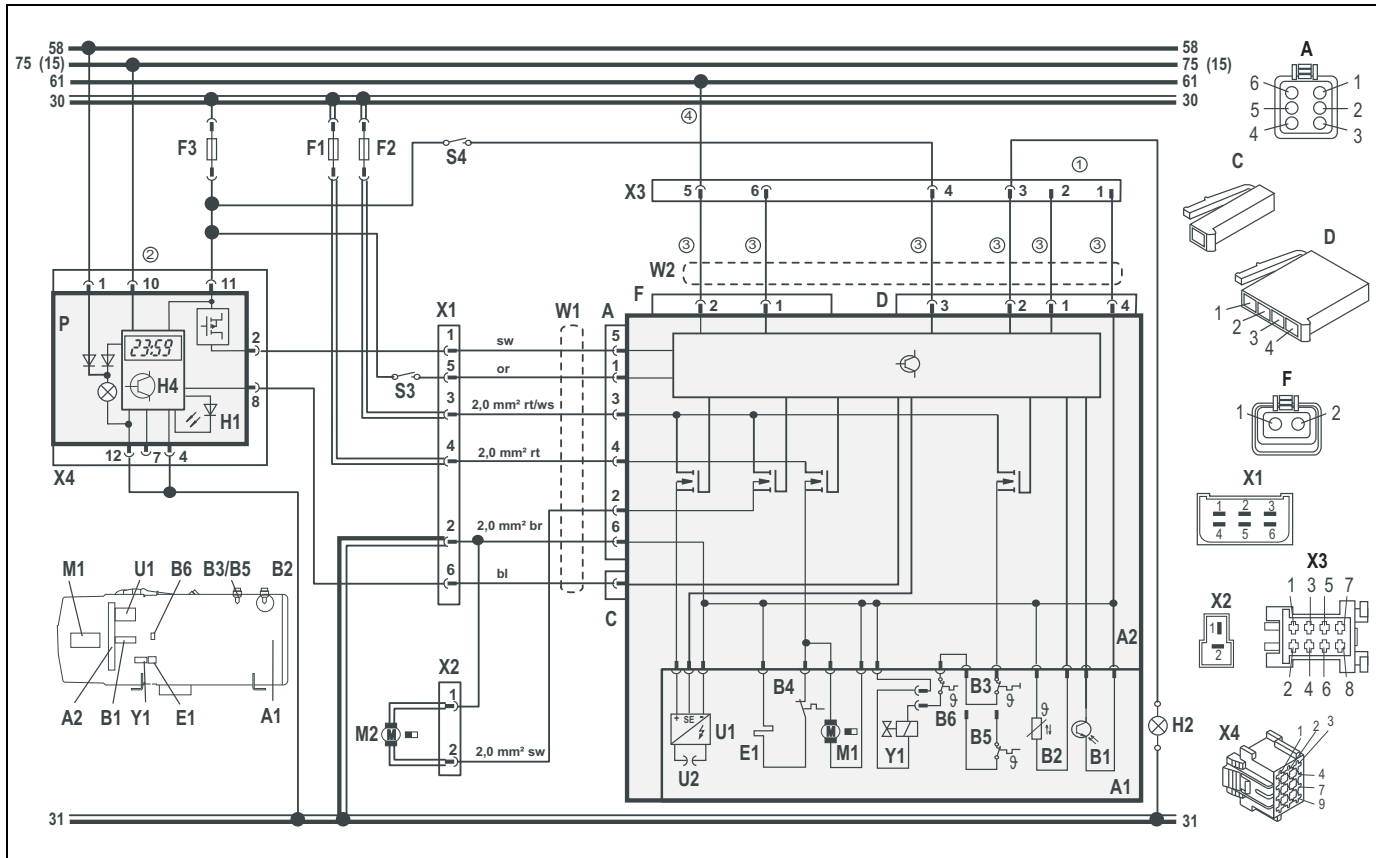 58 58
75 (15) 75 (15)
61 61
30 30
F3 F1 F2 S4
④ ①
X3 5 6 4 3 2 1
② ③ ③ ③ ③ ③ ③
W2
1 10 11
F 2 1 D 3 2 1 4
P X1 W1 A
23:59
H4 H1
2 1 sw 5
5 or 1
S3
8 3 2,0 mm² rt/ws 3
4 2,0 mm² rt 4
12 7 4
X4
2
2 2,0 mm² br 6
6 bl
C
A2
M1 U1 B6 B3/B5 B2
A2 B1 Y1 E1 A1
X2
1
M2 M
2 2,0 mm² sw
+ SE -
U1
U2
E1
B4
M M1
Y1
B6
B3 ϑ
B5 ϑ
ϑ B2
B1
A1
H2
31 31
A
6 1
5 2
4 3
C
D
1
2
3
4
F
1 2
X1
1 2 3
4 5 6
X2
1
2
X3
1 3 5 7
2 4 6 8
X4
1 2 3
4
7
9